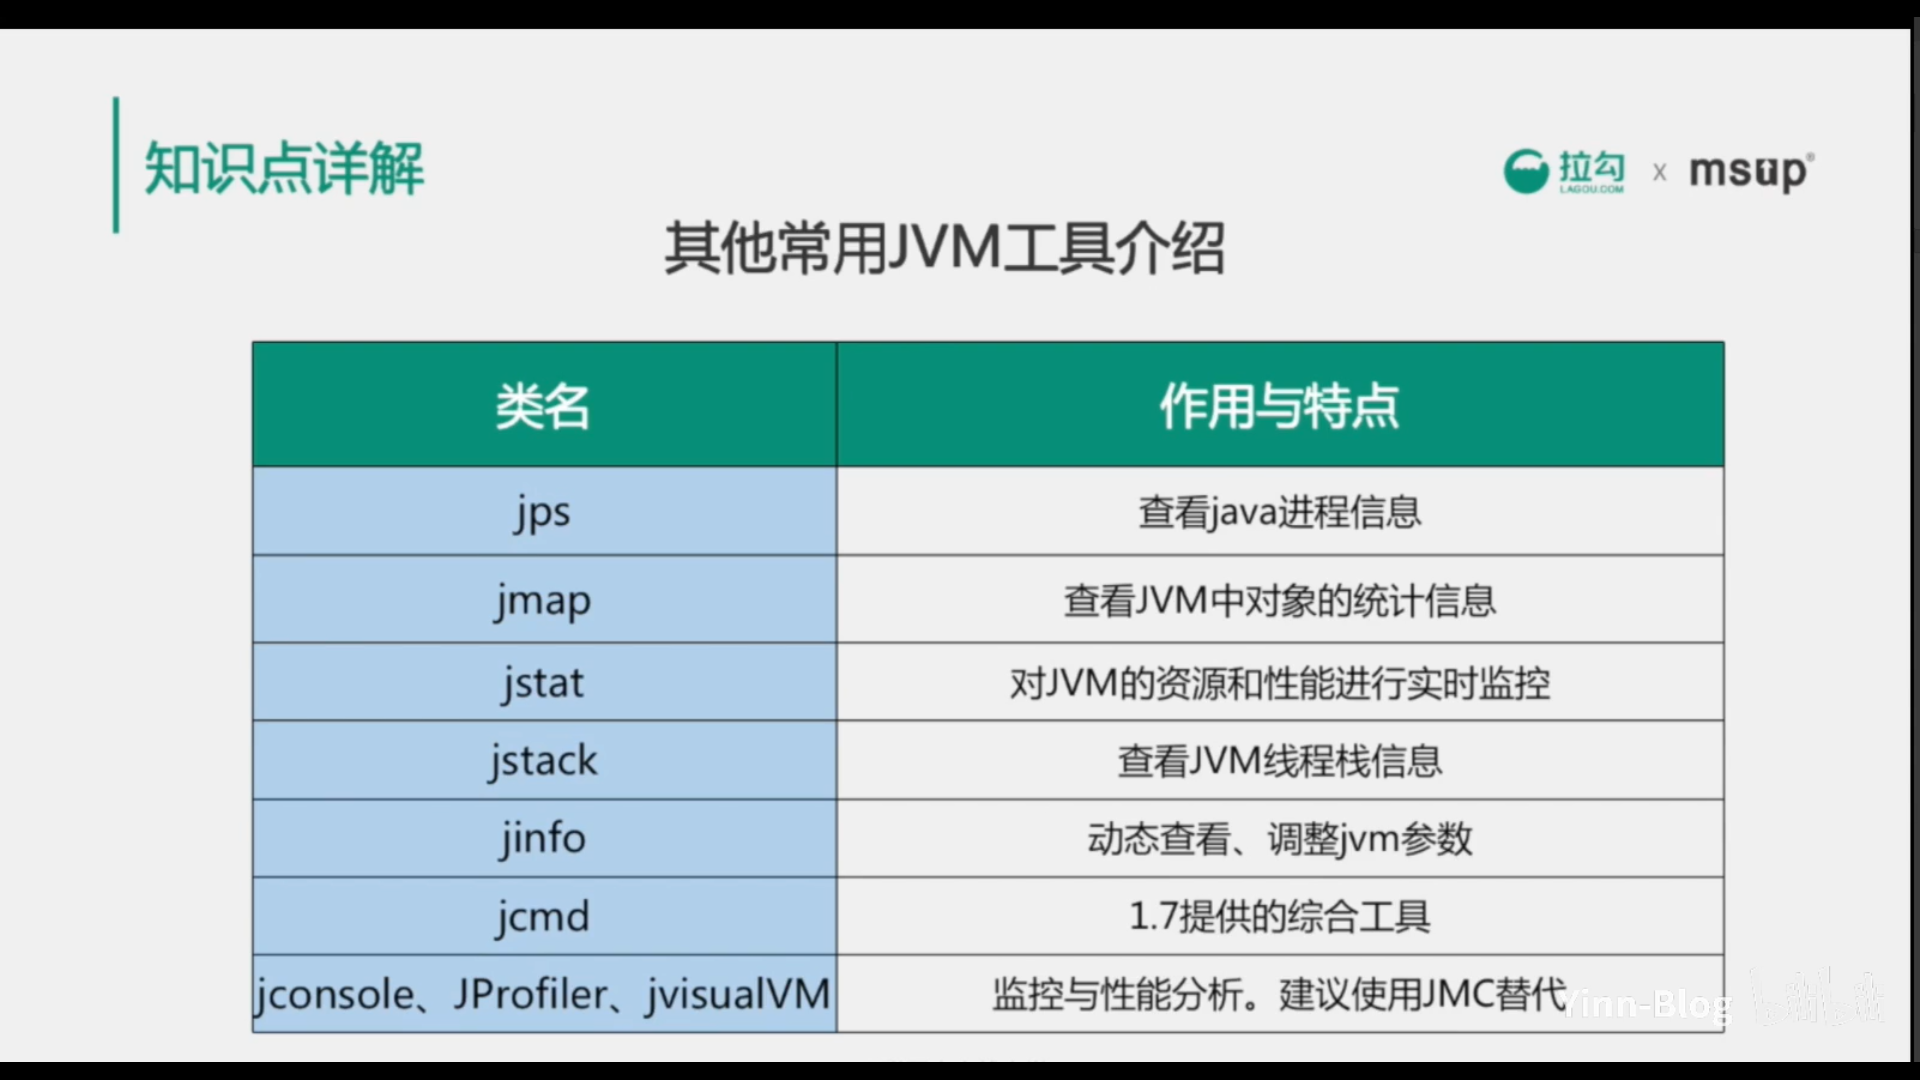 知识点详解
拉勾
LAGOU.COM
x
msup®
其他常用JVM工具介绍
类名
作用与特点
jps
查看java进程信息
jmap
查看JVM中对象的统计信息
jstat
对JVM的资源和性能进行实时监控
jstack
查看JVM线程栈信息
jinfo
动态查看、调整jvm参数
jcmd
1.7提供的综合工具
jconsole、JProfiler、jvisualVM
监控与性能分析。建议使用JMC替代
Yinn-Blog
bilibili